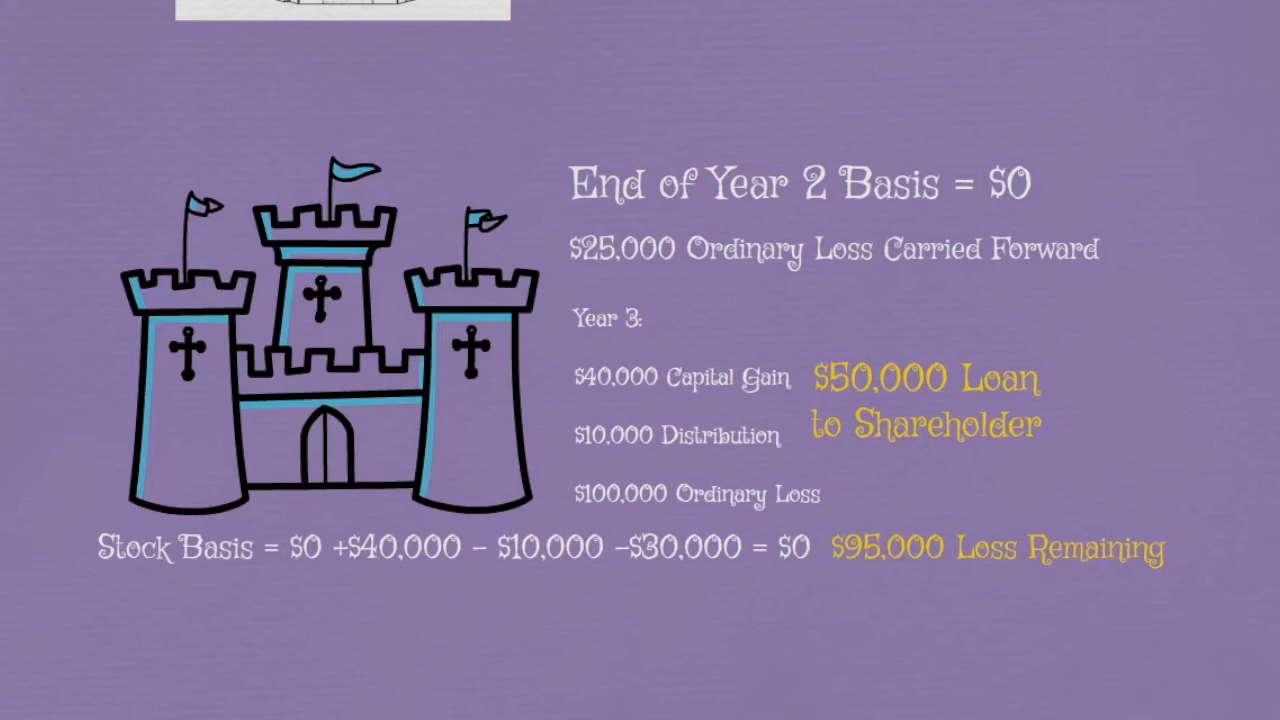 End of Year 2 Basis = $0
$25,000 Ordinary Loss Carried Forward
Year 3:
$40,000 Capital Gain
$50,000 Loan
to Shareholder
$10,000 Distribution
$100,000 Ordinary Loss
Stock Basis = $0 +$40,000 - $10,000 -$30,000 = $0 $95,000 Loss Remaining